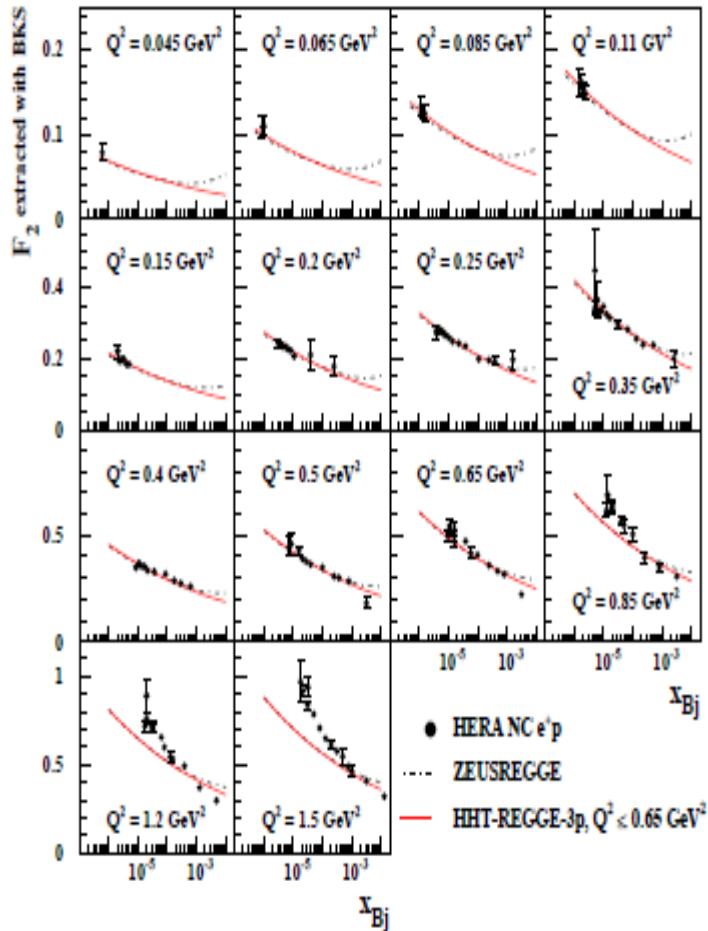 F2 extracted with BKS
0.2
0.1
0
Q² = 0.045 GeV²
Q² = 0.065 GeV²
Q² = 0.085 GeV²
Q² = 0.11 GV²
0.4
0.2
0
Q² = 0.15 GeV²
Q² = 0.2 GeV²
Q² = 0.25 GeV²
Q² = 0.35 GeV²
0.5
0
Q² = 0.4 GeV²
Q² = 0.5 GeV²
Q² = 0.65 GeV²
Q² = 0.85 GeV²
10⁻⁵ 10⁻³ 10⁻⁵ 10⁻³
xBj
1
0.5
0
Q² = 1.2 GeV²
Q² = 1.5 GeV²
HERA NC e⁺p
ZEUSREGGE
HHT-REGGE-3p, Q² ≤ 0.65 GeV²
10⁻⁵ 10⁻³ 10⁻⁵ 10⁻³
xBj